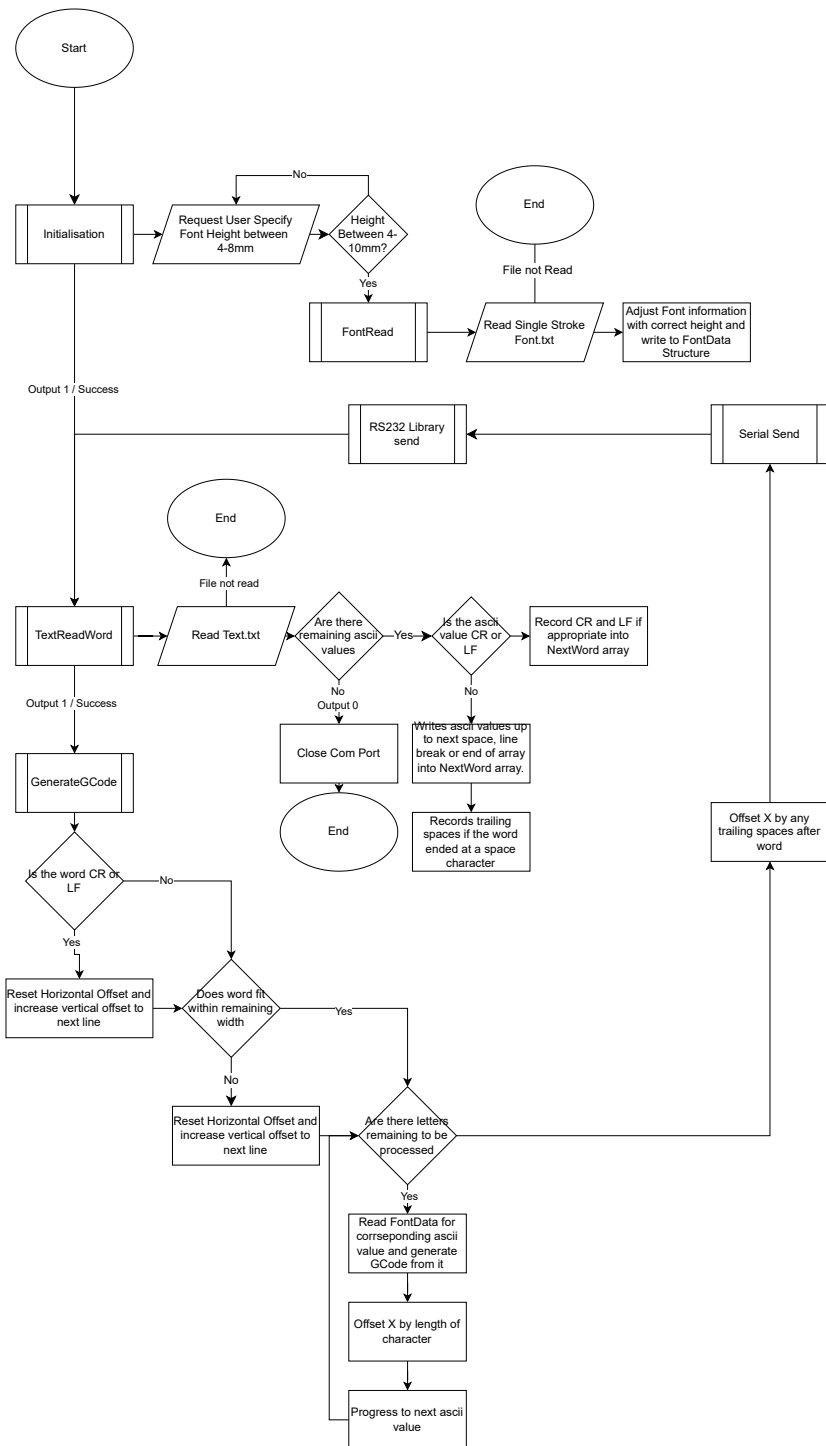 Start
No
End
Initialisation
Request User Specify
Font Height between
4-8mm
Height
Between 4-
10mm?
File not Read
Yes
FontRead
Read Single Stroke
Font.txt
Adjust Font information
with correct height and
write to FontData
Structure
Output 1 / Success
RS232 Library
send
Serial Send
End
File not read
TextReadWord
Read Text.txt
Are there
remaining ascii
values
Yes
Is the ascii
value CR or
LF
Record CR and LF if
appropriate into
NextWord array
No
Output 0
No
Output 1 / Success
Close Com Port
Writes ascii values up
to next space, line
break or end of array
into NextWord array.
GenerateGCode
End
Records trailing
spaces if the word
ended at a space
character
Offset X by any
trailing spaces after
word
Is the word CR or
LF
No
Yes
Reset Horizontal Offset and
increase vertical offset to
next line
Does word fit
within remaining
width
Yes
No
Reset Horizontal Offset and
increase vertical offset to
next line
Are there letters
remaining to be
processed
Yes
Read FontData for
corrseponding ascii
value and generate
GCode from it
Offset X by length of
character
Progress to next ascii
value